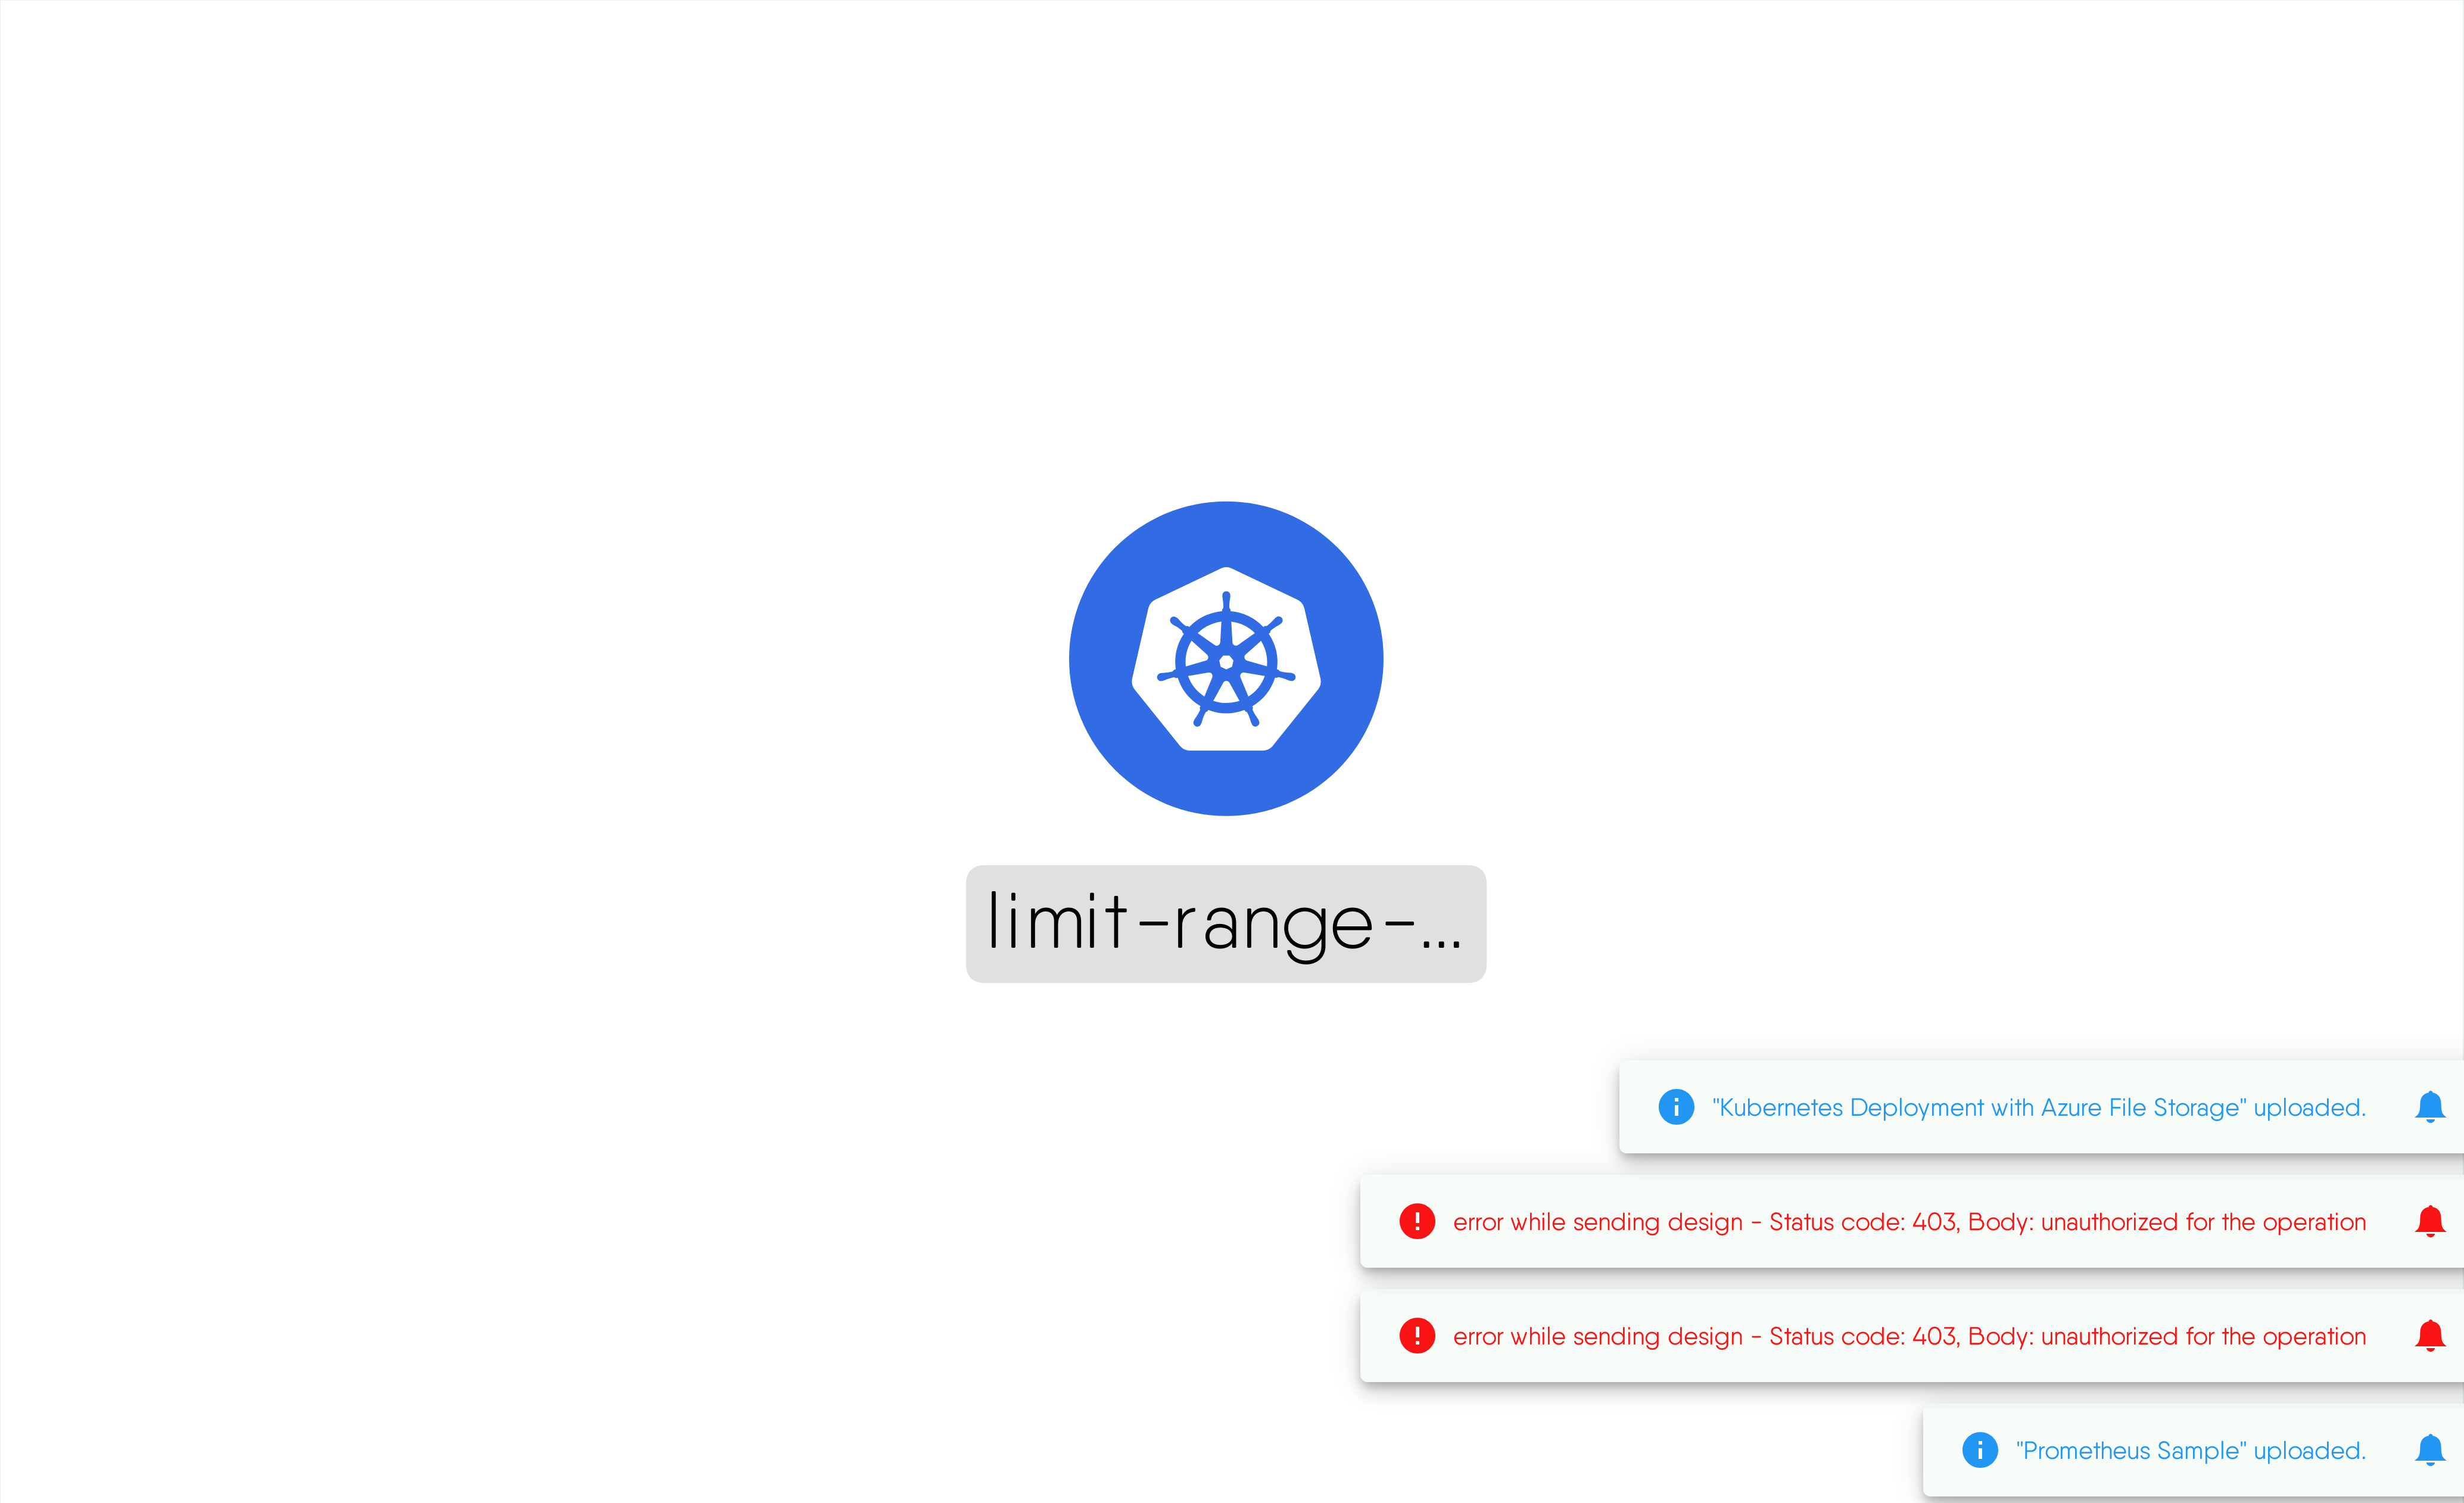 limit-range-...
"Kubernetes Deployment with Azure File Storage" uploaded.
error while sending design - Status code: 403, Body: unauthorized for the operation
error while sending design - Status code: 403, Body: unauthorized for the operation
"Prometheus Sample" uploaded.